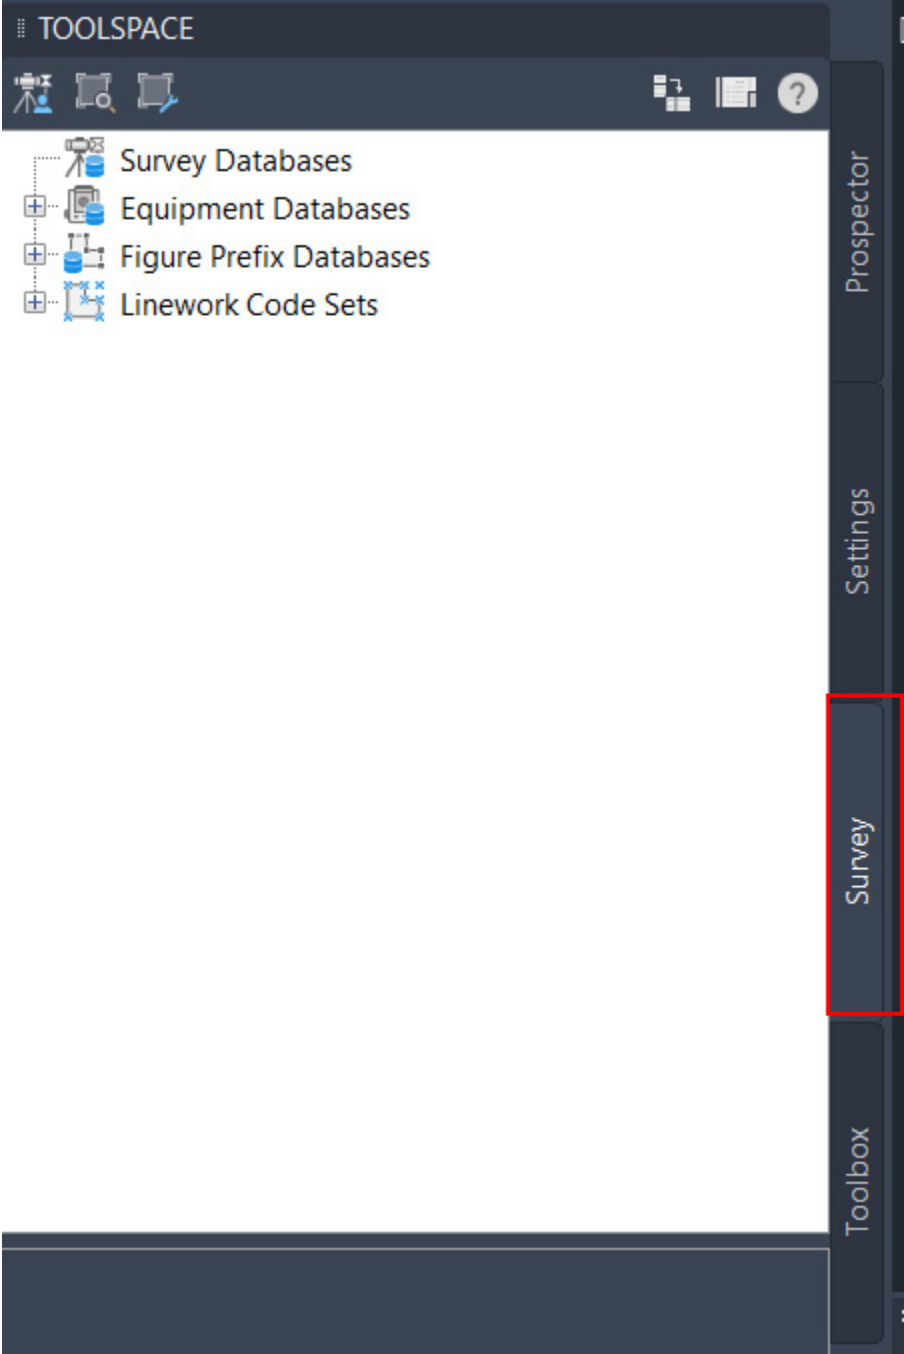 TOOLSPACE
?
Survey Databases
Equipment Databases
Figure Prefix Databases
Linework Code Sets
Prospector
Settings
Survey
Toolbox